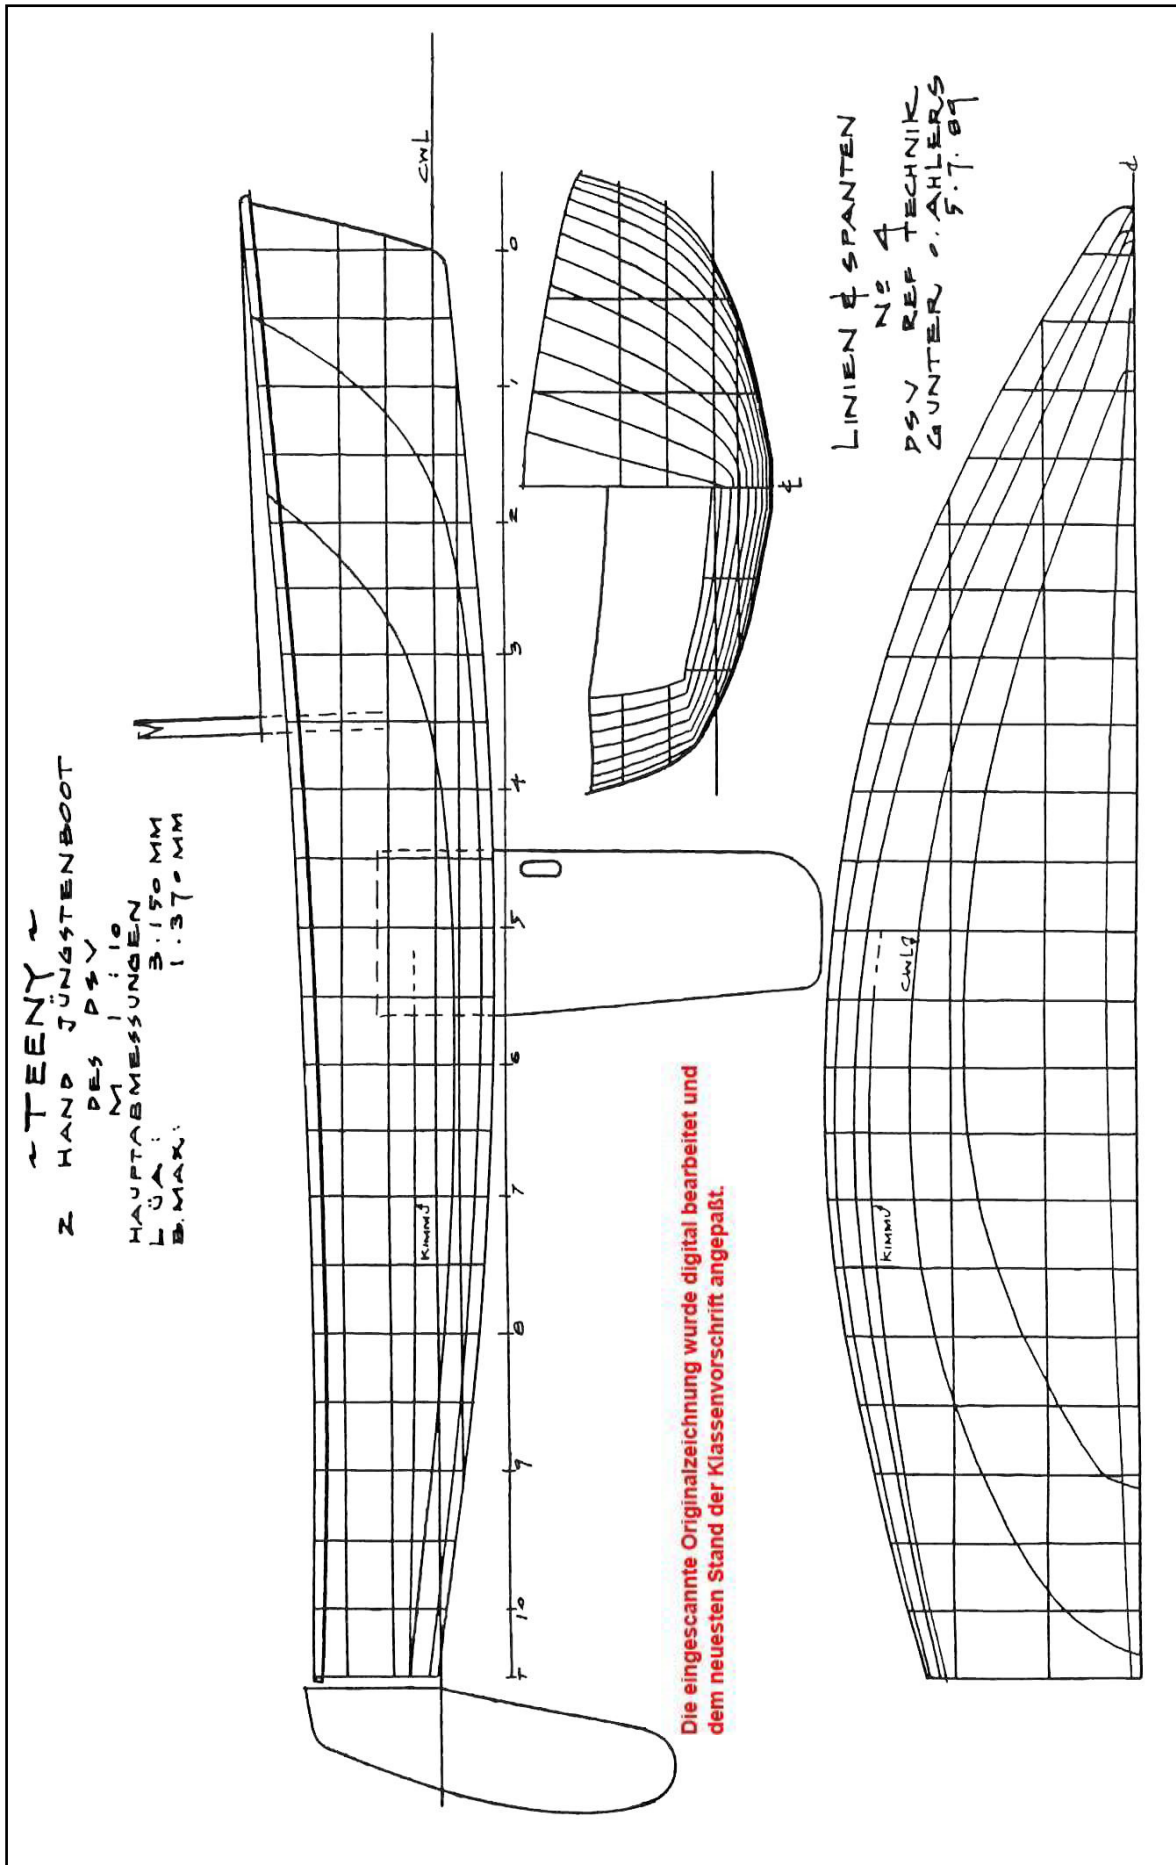 ~ TEENY ~
2 HAND JÜNGSTENBOOT
DES DSV
M 1:10
HAUPTABMESSUNGEN
L ÜA: 3.150 MM
B.MAX: 1.370 MM
CWL
0
1
2
3
4
5
6
7
8
9
10
T
KIMM
LINIEN & SPANTEN
No 4
DSV REF TECHNIK
GUNTER O. AHLERS
5.7.89
CWL
KIMM
Die eingescannte Originalzeichnung wurde digital bearbeitet und
dem neuesten Stand der Klassenvorschrift angepaßt.